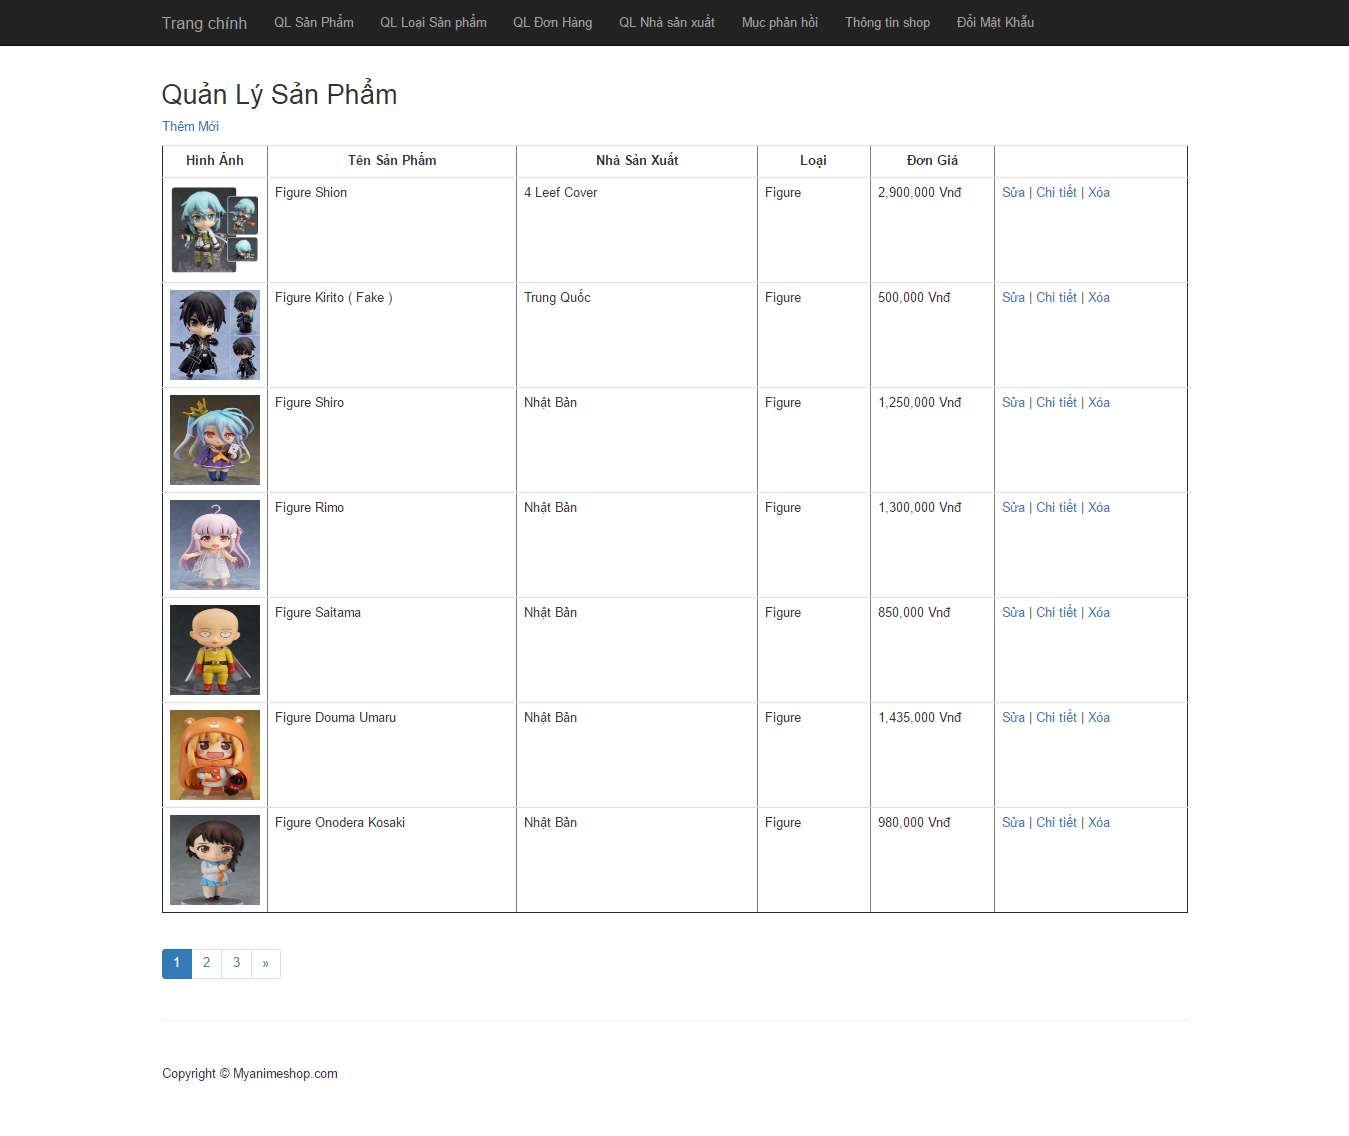 Trang chính QL Sản Phẩm QL Loại Sản phẩm QL Đơn Hàng QL Nhà sản xuất Mục phản hồi Thông tin shop Đổi Mật Khẩu
Quản Lý Sản Phẩm
Thêm Mới
Hình Ảnh Tên Sản Phẩm Nhà Sản Xuất Loại Đơn Giá
Figure Shion 4 Leef Cover Figure 2,900,000 Vnđ Sửa | Chi tiết | Xóa
Figure Kirito ( Fake ) Trung Quốc Figure 500,000 Vnđ Sửa | Chi tiết | Xóa
Figure Shiro Nhật Bản Figure 1,250,000 Vnđ Sửa | Chi tiết | Xóa
Figure Rimo Nhật Bản Figure 1,300,000 Vnđ Sửa | Chi tiết | Xóa
Figure Saitama Nhật Bản Figure 850,000 Vnđ Sửa | Chi tiết | Xóa
Figure Douma Umaru Nhật Bản Figure 1,435,000 Vnđ Sửa | Chi tiết | Xóa
Figure Onodera Kosaki Nhật Bản Figure 980,000 Vnđ Sửa | Chi tiết | Xóa
1 2 3 »
Copyright © Myanimeshop.com